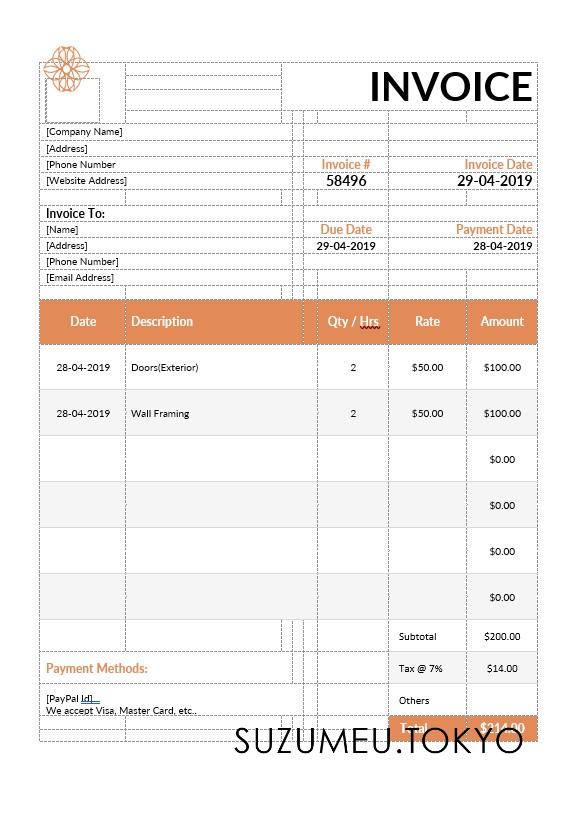 INVOICE
[Company Name]
[Address]
[Phone Number Invoice # Invoice Date
[Website Address] 58496 29-04-2019
Invoice To:
[Name] Due Date Payment Date
[Address] 29-04-2019 28-04-2019
[Phone Number]
[Email Address]
Date Description Qty / Hrs Rate Amount
28-04-2019 Doors(Exterior) 2 $50.00 $100.00
28-04-2019 Wall Framing 2 $50.00 $100.00
$0.00
$0.00
$0.00
$0.00
Subtotal $200.00
Payment Methods: Tax @ 7% $14.00
[PayPal Id] Others
We accept Visa, Master Card, etc..
Total $214.00
SUZUMEU.TOKYO